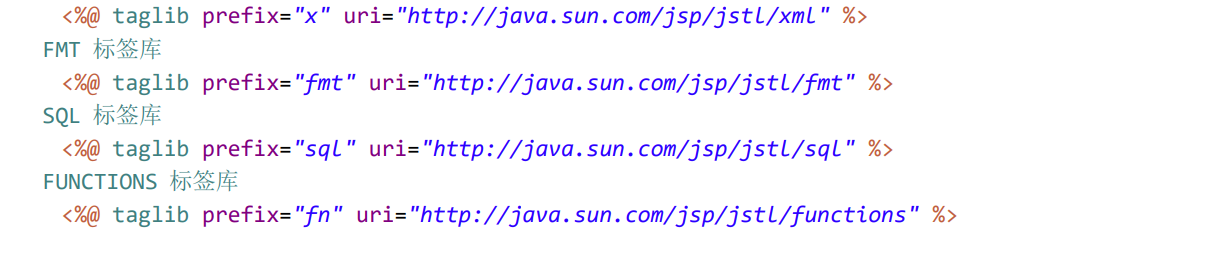 <%@ taglib prefix="x" uri="http://java.sun.com/jsp/jstl/xml" %>
FMT 标签库
<%@ taglib prefix="fmt" uri="http://java.sun.com/jsp/jstl/fmt" %>
SQL 标签库
<%@ taglib prefix="sql" uri="http://java.sun.com/jsp/jstl/sql" %>
FUNCTIONS 标签库
<%@ taglib prefix="fn" uri="http://java.sun.com/jsp/jstl/functions" %>